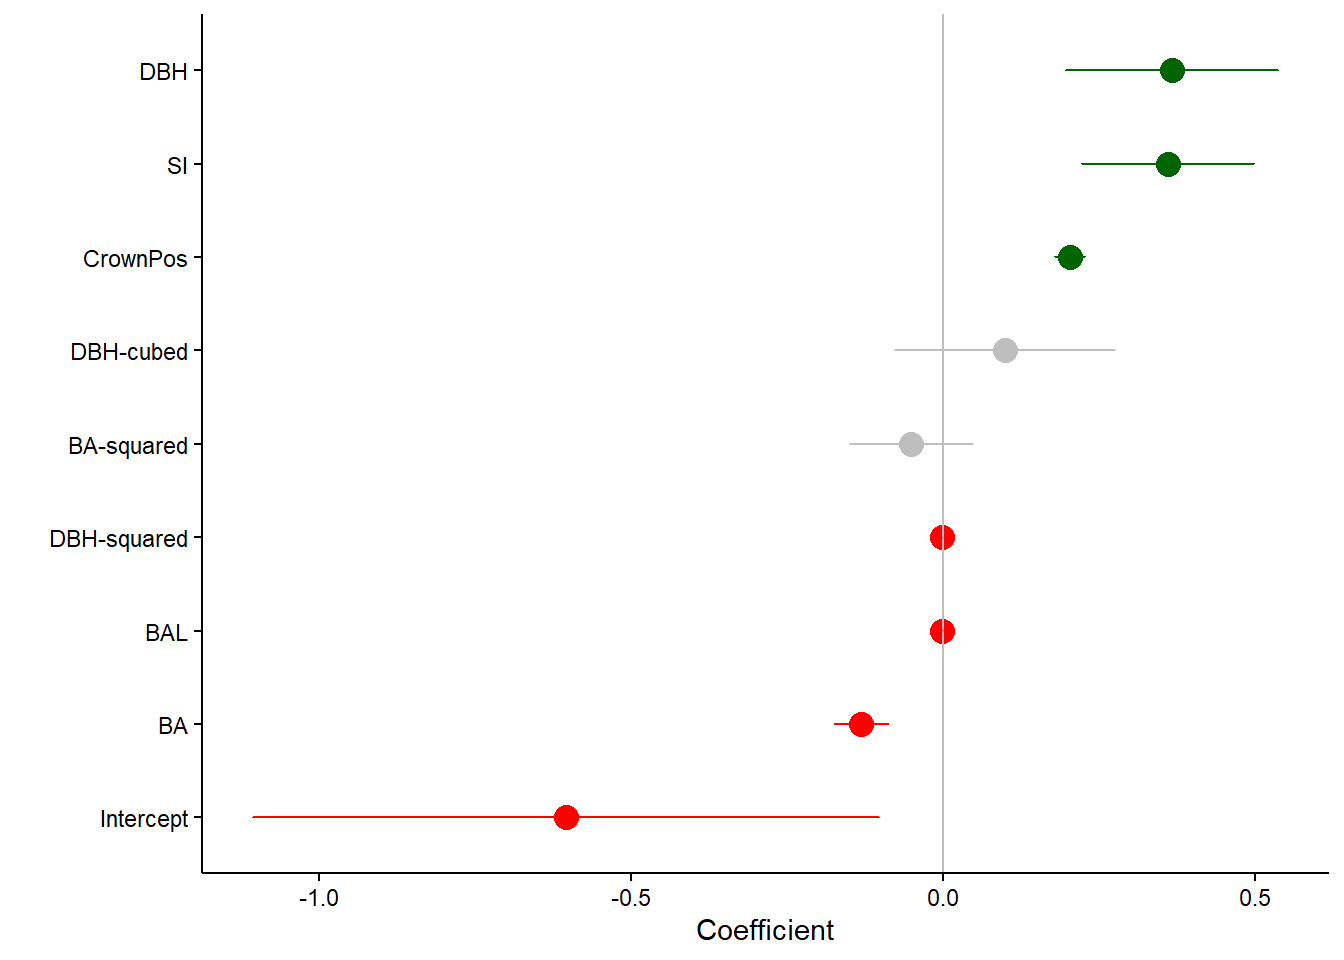 DBH
SI
CrownPos
DBH-cubed
BA-squared
DBH-squared
BAL
BA
Intercept
-1.0 -0.5 0.0 0.5
Coefficient